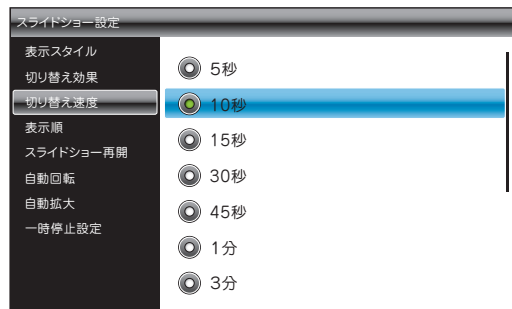 スライドショー設定
表示スタイル
切り替え効果
切り替え速度
表示順
スライドショー再開
自動回転
自動拡大
一時停止設定
5秒
10秒
15秒
30秒
45秒
1分
3分